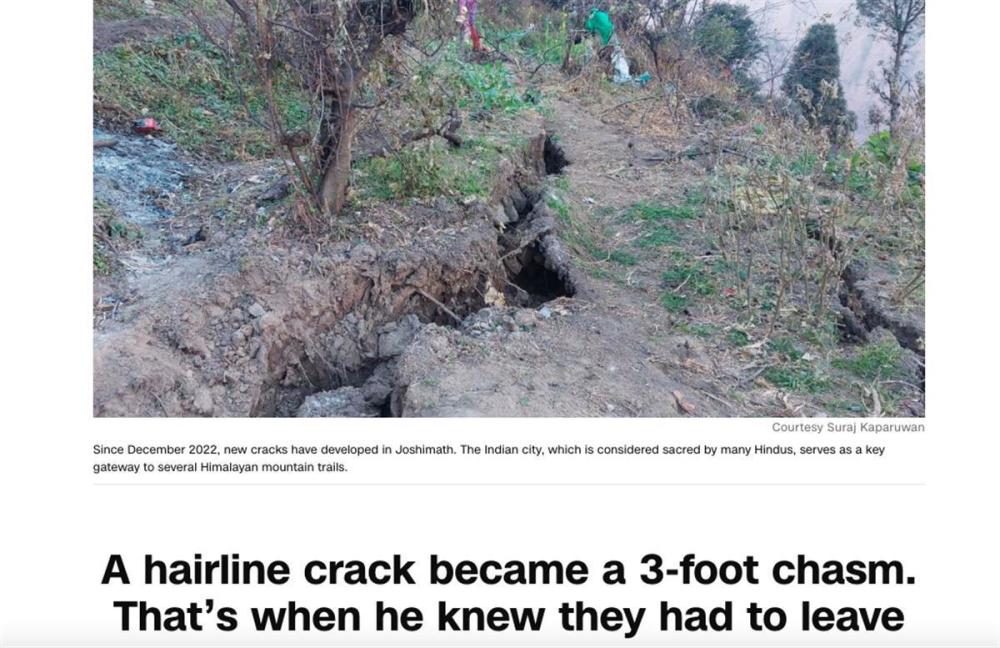 Courtesy Suraj Kaparuwan
Since December 2022, new cracks have developed in Joshimath. The Indian city, which is considered sacred by many Hindus, serves as a key
gateway to several Himalayan mountain trails.
A hairline crack became a 3-foot chasm.
That’s when he knew they had to leave